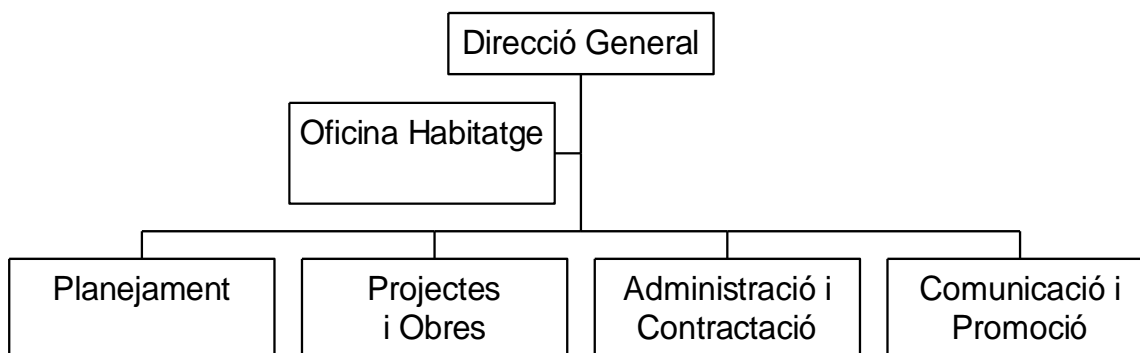 Direcció General
Oficina Habitatge
Planejament
Projectes
i Obres
Administració i
Contractació
Comunicació i
Promoció